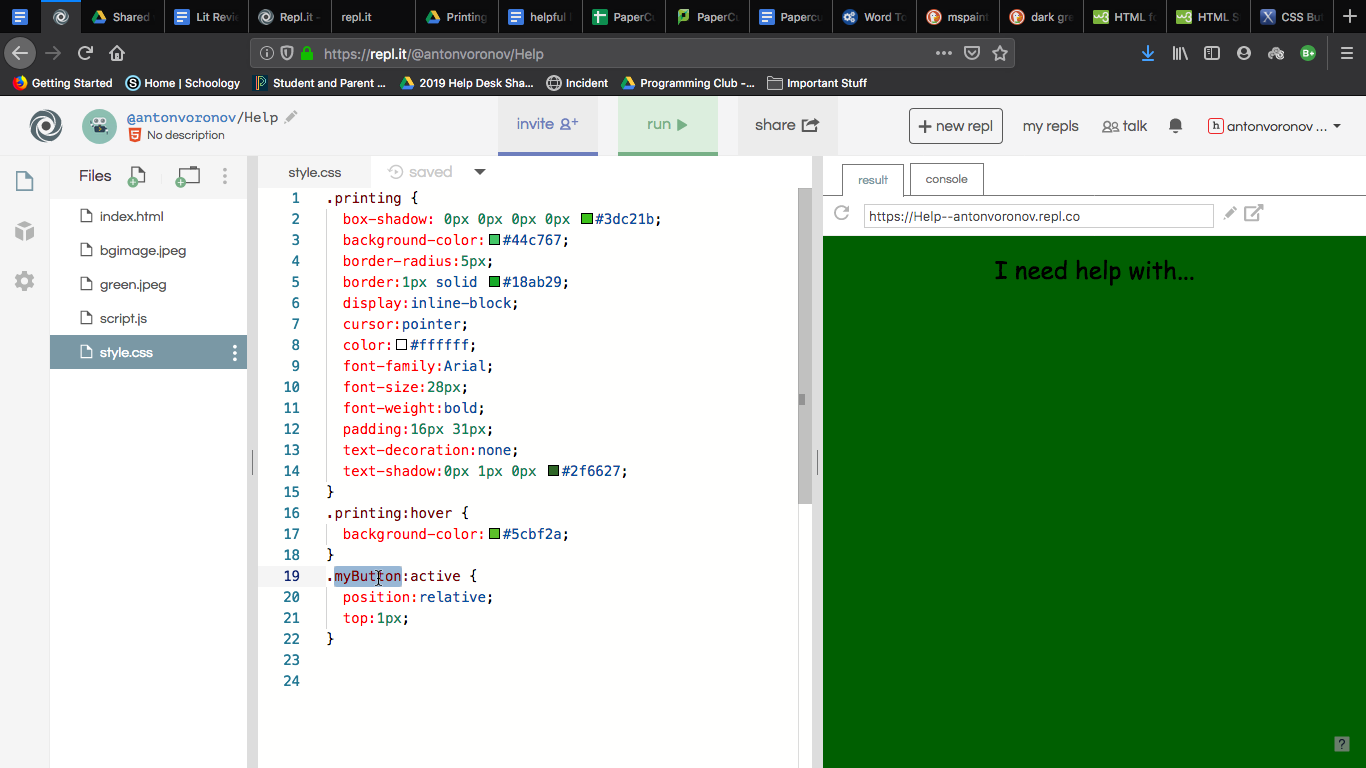 Shared
Lit Revi
Repl.it -
repl.it
Printing
helpful
PaperCu
PaperCu
Papercu
Word To
mspaint
dark gre
HTML fo
HTML S
CSS But
https://repl.it/@antonvoronov/Help
Getting Started
Home | Schoology
Student and Parent ...
2019 Help Desk Sha...
Incident
Programming Club -...
Important Stuff
@antonvoronov/Help
No description
invite
run
share
+ new repl
my repls
talk
h antonvoronov ...
Files
index.html
bgimage.jpeg
green.jpeg
script.js
style.css
style.css
saved
1 .printing {
2 box-shadow: 0px 0px 0px 0px #3dc21b;
3 background-color:#44c767;
4 border-radius:5px;
5 border:1px solid #18ab29;
6 display:inline-block;
7 cursor:pointer;
8 color:#ffffff;
9 font-family:Arial;
10 font-size:28px;
11 font-weight:bold;
12 padding:16px 31px;
13 text-decoration:none;
14 text-shadow:0px 1px 0px #2f6627;
15 }
16 .printing:hover {
17 background-color:#5cbf2a;
18 }
19 .myButton:active {
20 position:relative;
21 top:1px;
22 }
23
24
result
console
https://Help--antonvoronov.repl.co
I need help with...
?